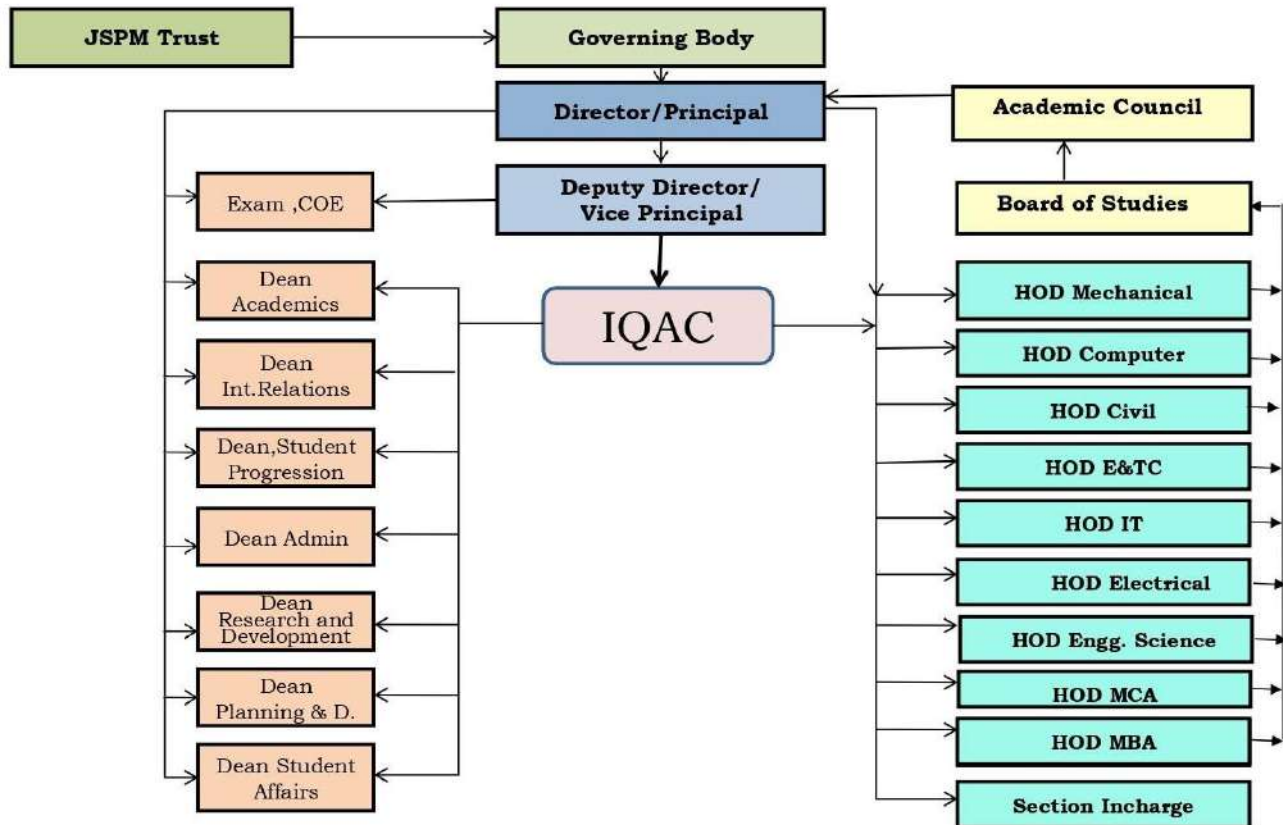 JSPM Trust
Governing Body
Director/Principal
Academic Council
Deputy Director/
Vice Principal
Exam ,COE
Board of Studies
Dean
Academics
IQAC
HOD Mechanical
Dean
Int.Relations
HOD Computer
HOD Civil
Dean,Student
Progression
HOD E&TC
Dean Admin
HOD IT
Dean
Research and
Development
HOD Electrical
HOD Engg. Science
Dean
Planning & D.
HOD MCA
HOD MBA
Dean Student
Affairs
Section Incharge